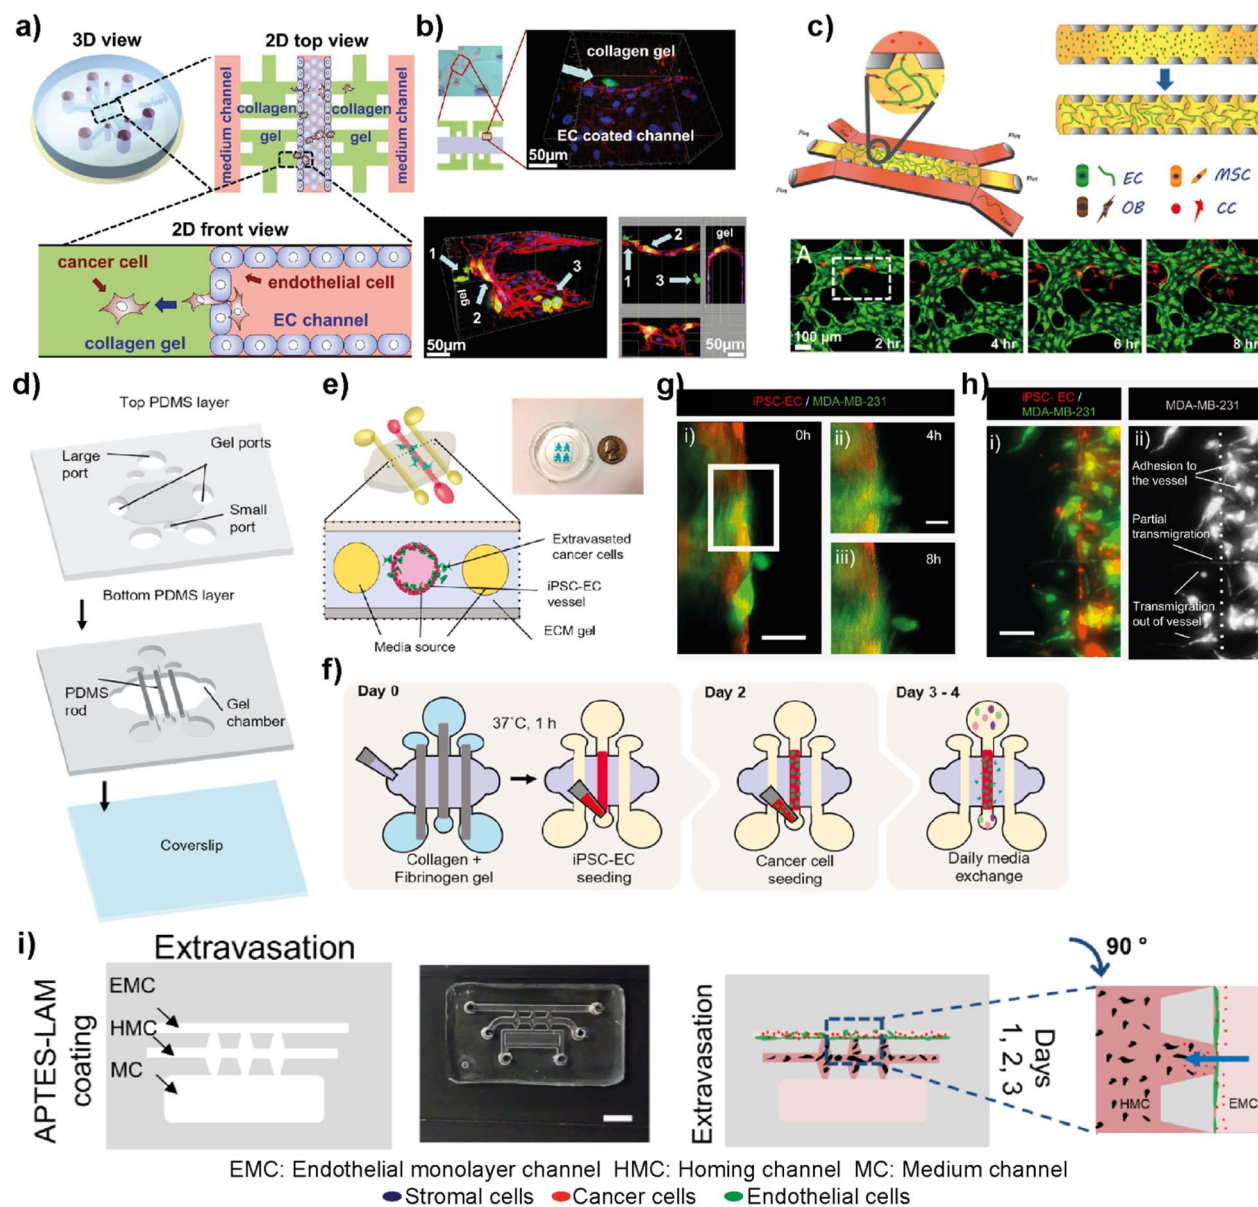 a)
3D view
2D top view
medium channel
collagen
gel
collagen
gel
medium channel
2D front view
cancer cell
endothelial cell
EC channel
collagen gel
b)
collagen gel
EC coated channel
50µm
1
2
3
gel
50µm
2
gel
1
3
50µm
c)
Plug
Plug
Plug
Plug
Flow
EC
MSC
OB
CC
A
100 µm
2 hr
4 hr
6 hr
8 hr
d)
Top PDMS layer
Gel ports
Large
port
Small
port
Bottom PDMS layer
PDMS
rod
Gel
chamber
Coverslip
e)
Extravasated
cancer cells
iPSC-EC
vessel
ECM gel
Media source
f)
Day 0
37°C, 1 h
Collagen +
Fibrinogen gel
iPSC-EC
seeding
Day 2
Cancer cell
seeding
Day 3 - 4
Daily media
exchange
g)
iPSC-EC / MDA-MB-231
i)
0h
ii)
4h
iii)
8h
h)
iPSC- EC /
MDA-MB-231
i)
MDA-MB-231
ii)
Adhesion to
the vessel
Partial
transmigration
Transmigration
out of vessel
i)
Extravasation
APTES-LAM
coating
EMC
HMC
MC
Extravasation
Days
1, 2, 3
90 °
HMC
EMC
EMC: Endothelial monolayer channel HMC: Homing channel MC: Medium channel
Stromal cells Cancer cells Endothelial cells